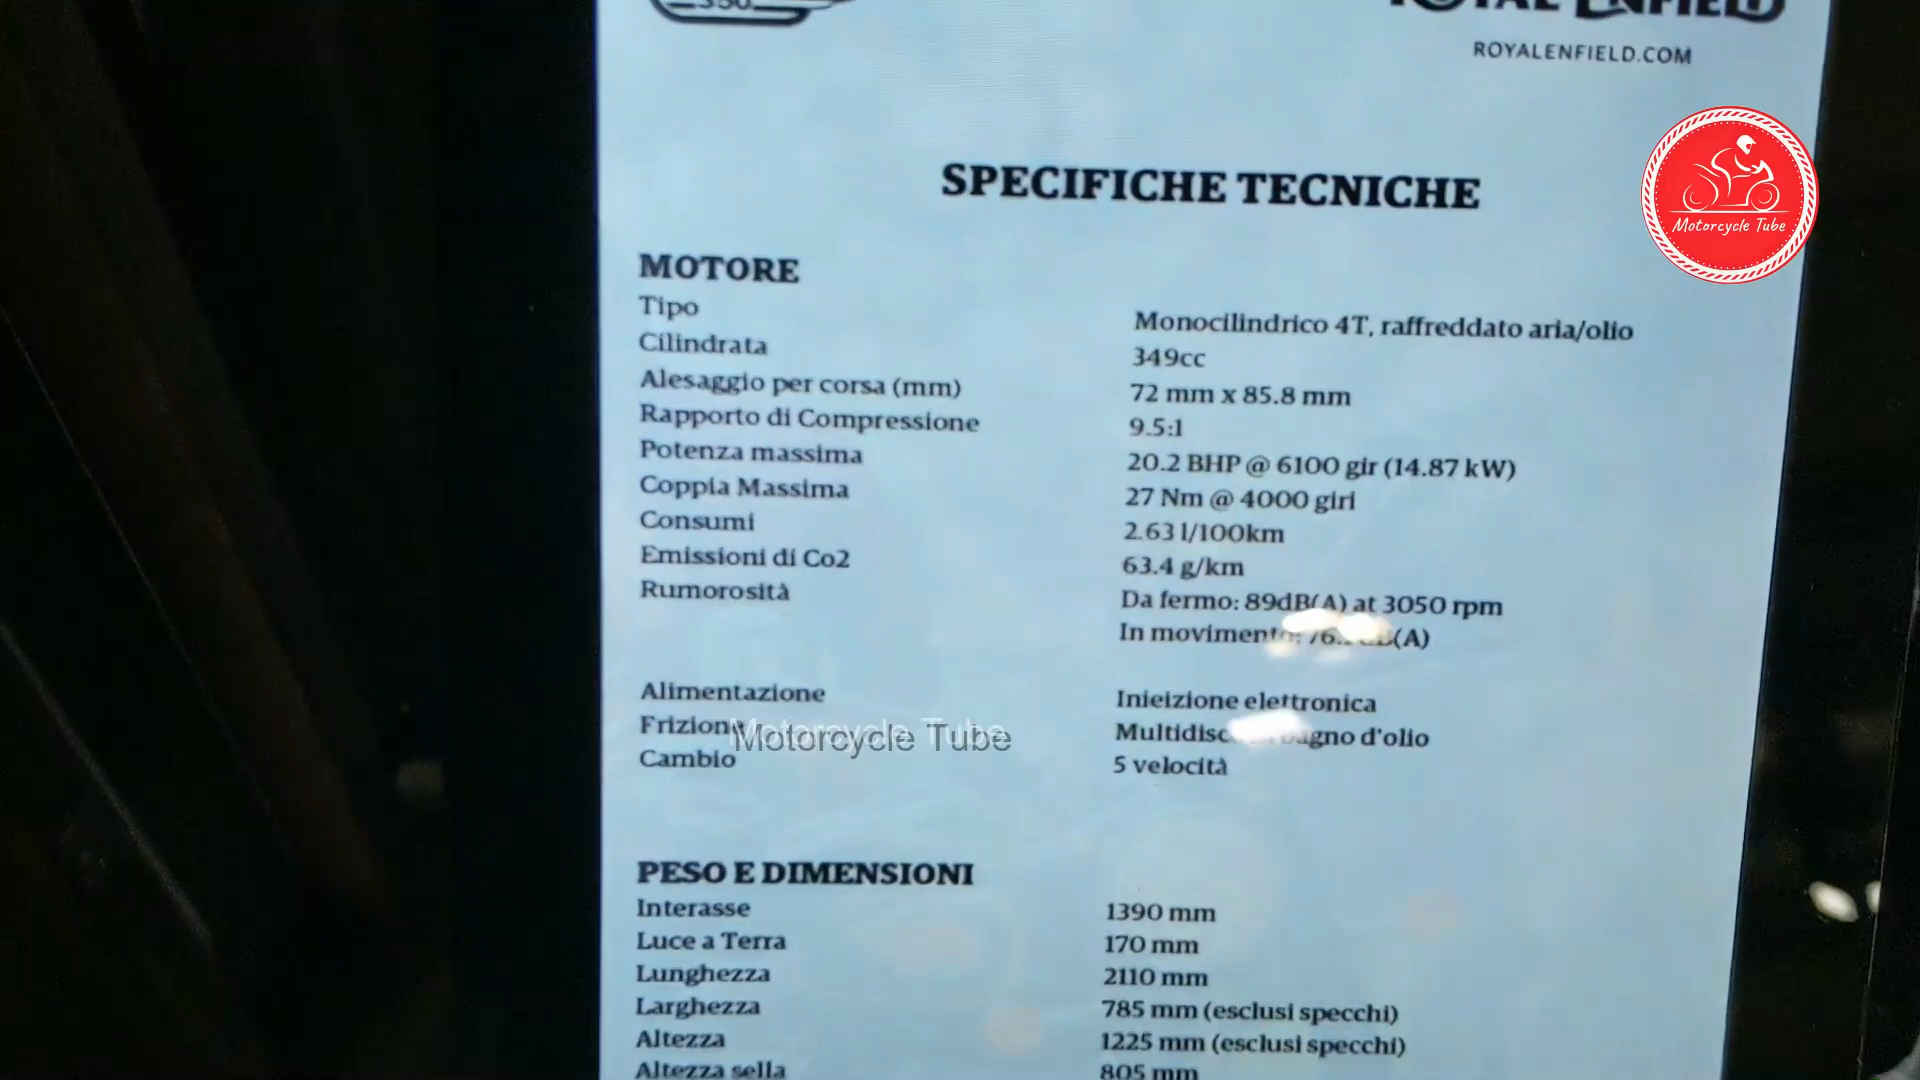 350
ROYAL ENFIELD
ROYALENFIELD.COM
Motorcycle Tube
SPECIFICHE TECNICHE
MOTORE
Tipo Monocilindrico 4T, raffreddato aria/olio
Cilindrata 349cc
Alesaggio per corsa (mm) 72 mm x 85.8 mm
Rapporto di Compressione 9.5:1
Potenza massima 20.2 BHP @ 6100 gir (14.87 kW)
Coppia Massima 27 Nm @ 4000 giri
Consumi 2.63 l/100km
Emissioni di Co2 63.4 g/km
Rumorosità Da fermo: 89dB(A) at 3050 rpm
In movimento:
Alimentazione Inieizione elettronica
Frizione d'olio
Motorcycle Tube
Cambio 5 velocità
PESO E DIMENSIONI
Interasse 1390 mm
Luce a Terra 170 mm
Lunghezza 2110 mm
Larghezza 785 mm (esclusi specchi)
Altezza 1225 mm (esclusi specchi)
Altezza sella 805 mm